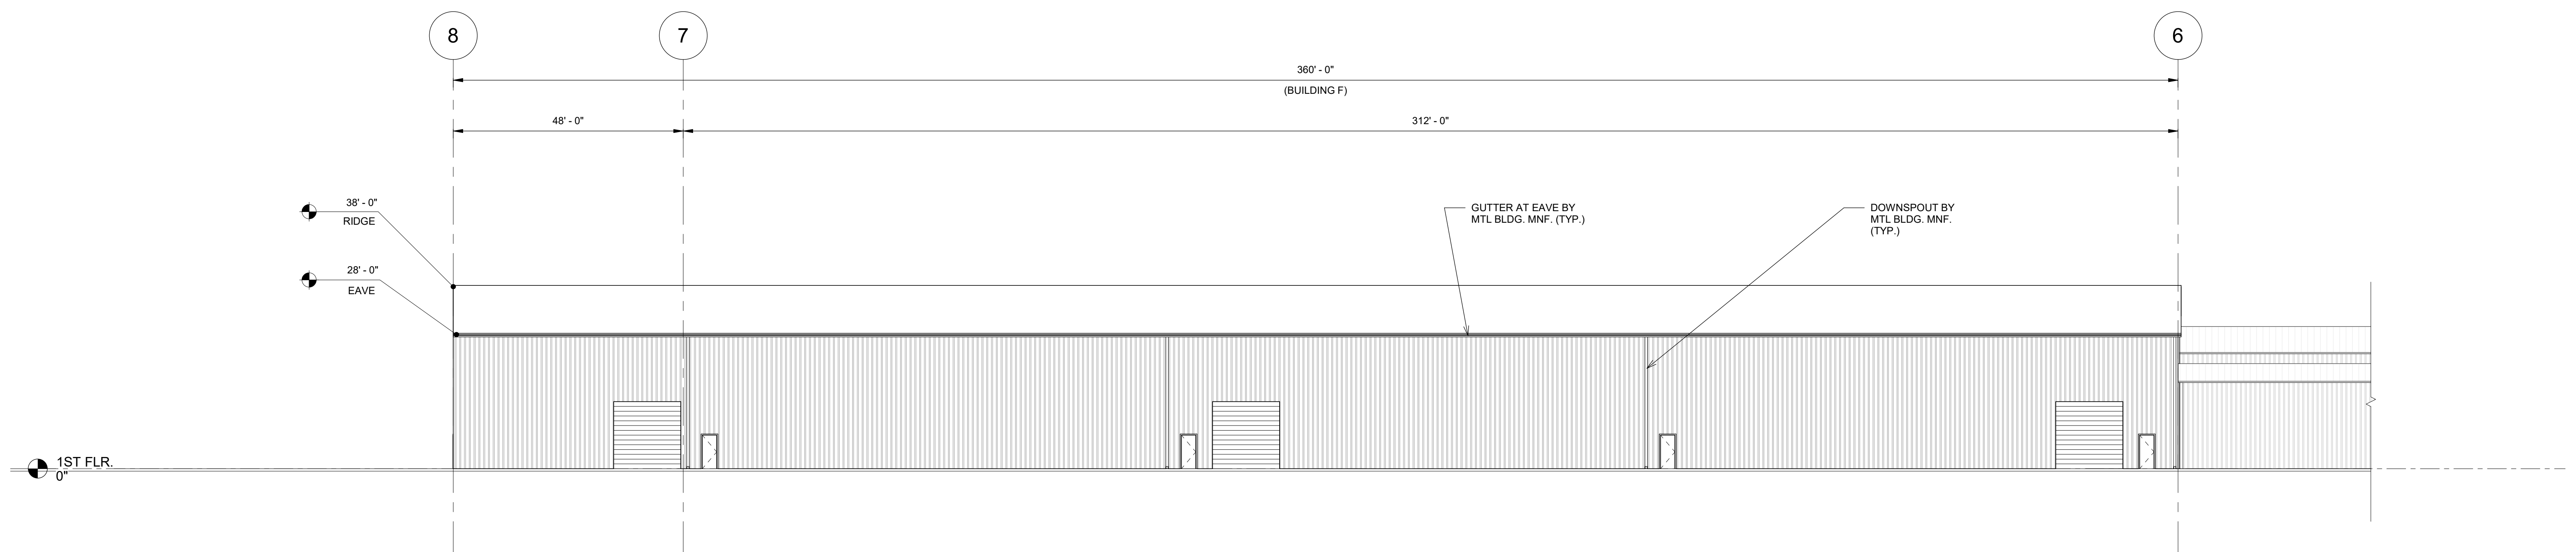 8
7
6
360' - 0"
(BUILDING F)
48' - 0"
312' - 0"
38' - 0"
RIDGE
28' - 0"
EAVE
GUTTER AT EAVE BY
MTL BLDG. MNF. (TYP.)
DOWNSPOUT BY
MTL BLDG. MNF.
(TYP.)
1ST FLR.
0"